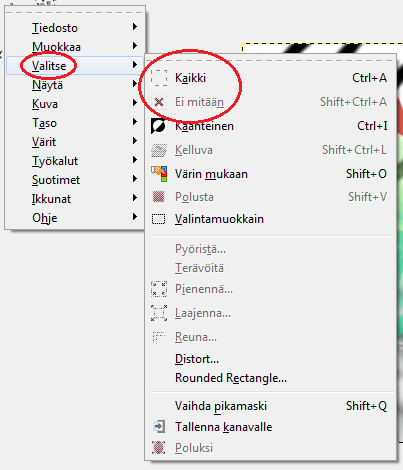 Tiedosto
Muokkaa
Valitse
Näytä
Kuva
Taso
Värit
Työkalut
Suotimet
Ikkunat
Ohje
Kaikki Ctrl+A
Ei mitään Shift+Ctrl+A
Käänteinen Ctrl+I
Kelluva Shift+Ctrl+L
Värin mukaan Shift+O
Polusta Shift+V
Valintamuokkain
Pyöristä...
Terävöitä
Pienennä...
Laajenna...
Reuna...
Distort...
Rounded Rectangle...
Vaihda pikamaski Shift+Q
Tallenna kanavalle
Poluksi